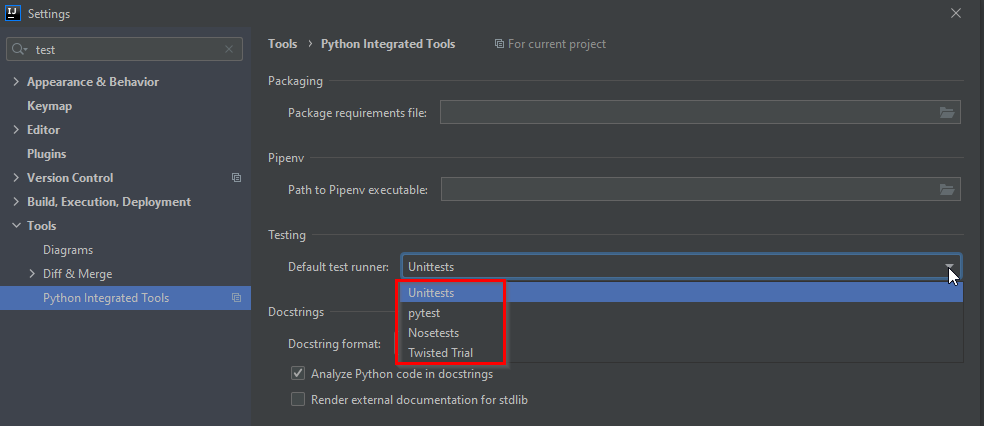 IJ
Settings
test
Appearance & Behavior
Keymap
Editor
Plugins
Version Control
Build, Execution, Deployment
Tools
Diagrams
Diff & Merge
Python Integrated Tools
Tools › Python Integrated Tools For current project
Packaging
Package requirements file:
Pipenv
Path to Pipenv executable:
Testing
Default test runner: Unittests
Unittests
pytest
Nosetests
Twisted Trial
Docstrings
Docstring format:
Analyze Python code in docstrings
Render external documentation for stdlib